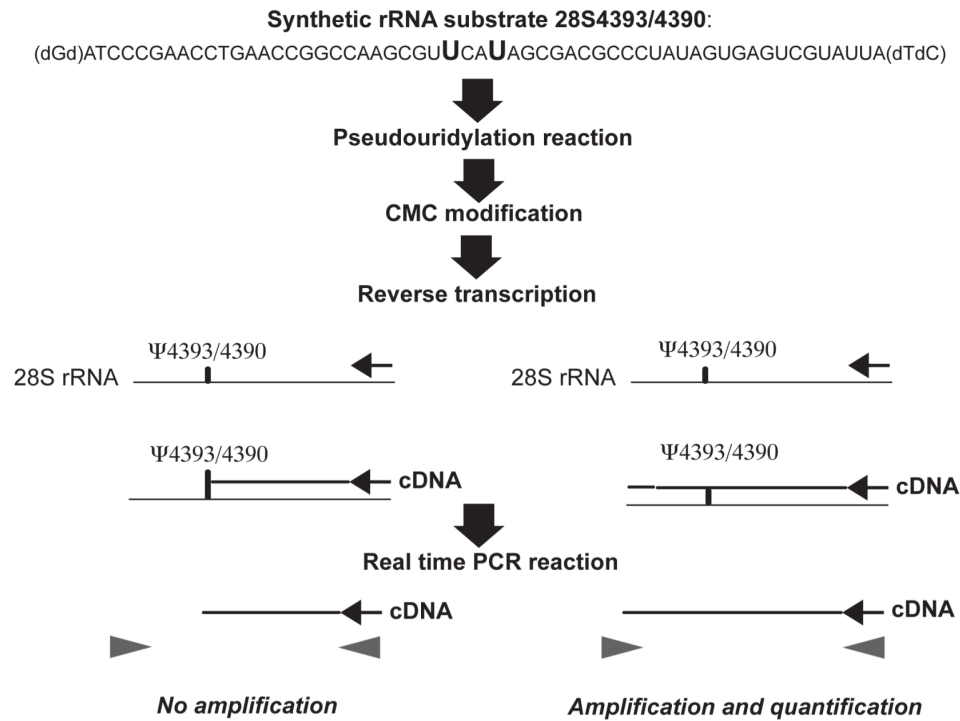 Synthetic rRNA substrate 28S4393/4390:
(dGd)ATCCCGAACCTGAACCGGCCAAGCGUUCAUAGCGACGCCCUAUAGUGAGUCGUAUUA(dTdC)
Pseudouridylation reaction
CMC modification
Reverse transcription
Ψ4393/4390
28S rRNA
Ψ4393/4390
28S rRNA
Ψ4393/4390
cDNA
Ψ4393/4390
cDNA
Real time PCR reaction
cDNA
cDNA
No amplification
Amplification and quantification